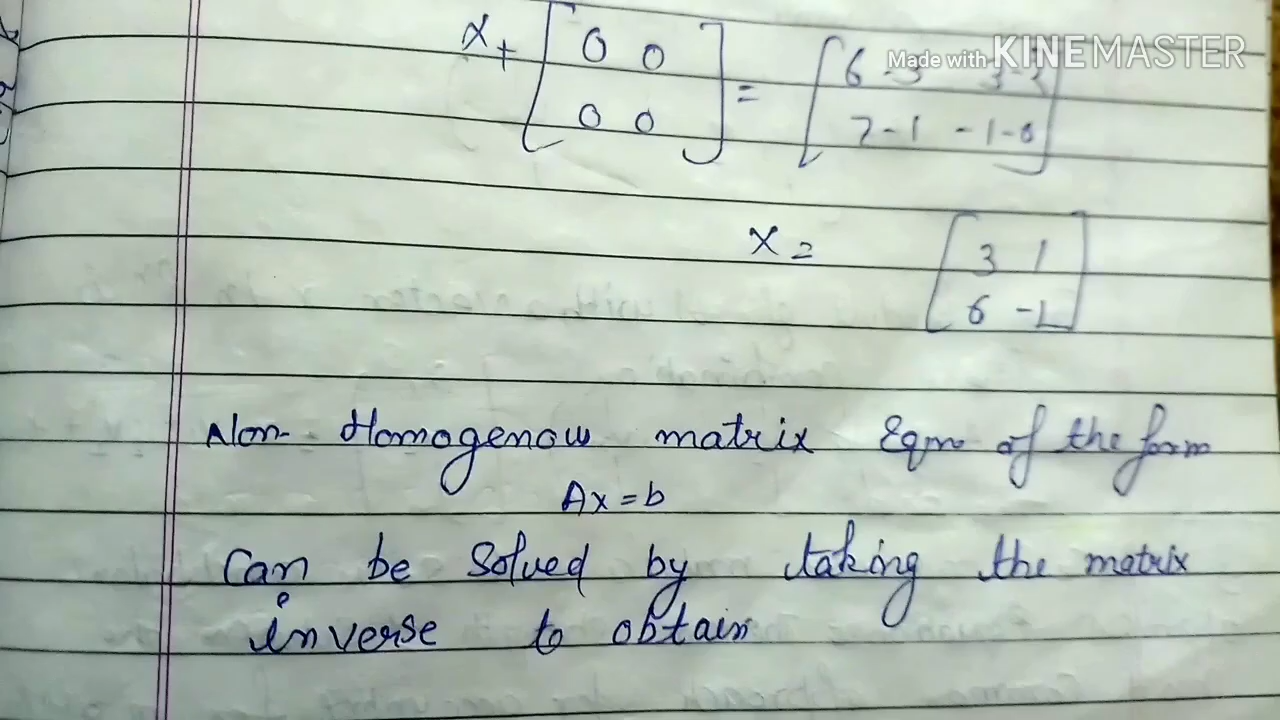 Made with KINEMASTER
x + [ 0 0 ] = [ 6-3 3-2 ]
[ 0 0 ] [ 7-1 -1-0 ]
X = [ 3 1 ]
[ 6 -1 ]
Non-Homogenous matrix Eqn of the form
Ax = b
Can be solved by taking the matrix
inverse to obtain